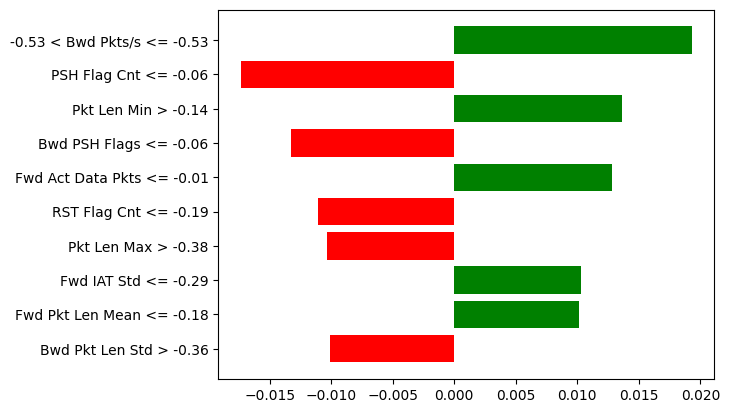 -0.53 < Bwd Pkts/s <= -0.53
PSH Flag Cnt <= -0.06
Pkt Len Min > -0.14
Bwd PSH Flags <= -0.06
Fwd Act Data Pkts <= -0.01
RST Flag Cnt <= -0.19
Pkt Len Max > -0.38
Fwd IAT Std <= -0.29
Fwd Pkt Len Mean <= -0.18
Bwd Pkt Len Std > -0.36
−0.015 −0.010 −0.005 0.000 0.005 0.010 0.015 0.020